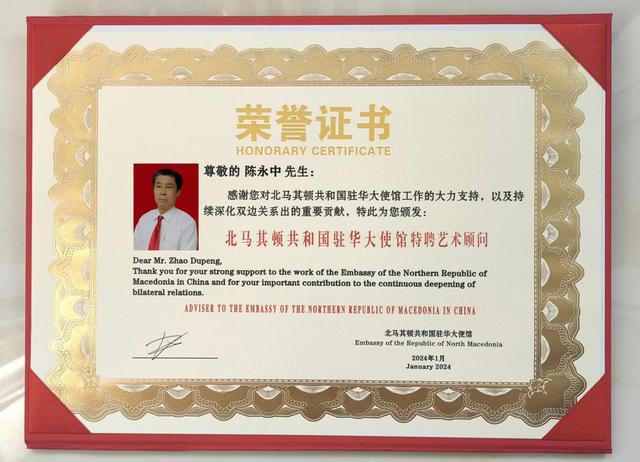 荣誉证书
HONORARY CERTIFICATE
尊敬的 陈永中 先生：
感谢您对北马其顿共和国驻华大使馆工作的大力支持，以及持
续深化双边关系出的重要贡献，特此为您颁发：
北马其顿共和国驻华大使馆特聘艺术顾问
Dear Mr. Zhao Dupeng,
Thank you for your strong support to the work of the Embassy of the Northern Republic of
Macedonia in China and for your important contribution to the continuous deepening of
bilateral relations.
ADVISER TO THE EMBASSY OF THE NORTHERN REPUBLIC OF MACEDONIA IN CHINA
北马其顿共和国驻华大使馆
Embassy of the Republic of North Macedonia
2024年1月
January 2024